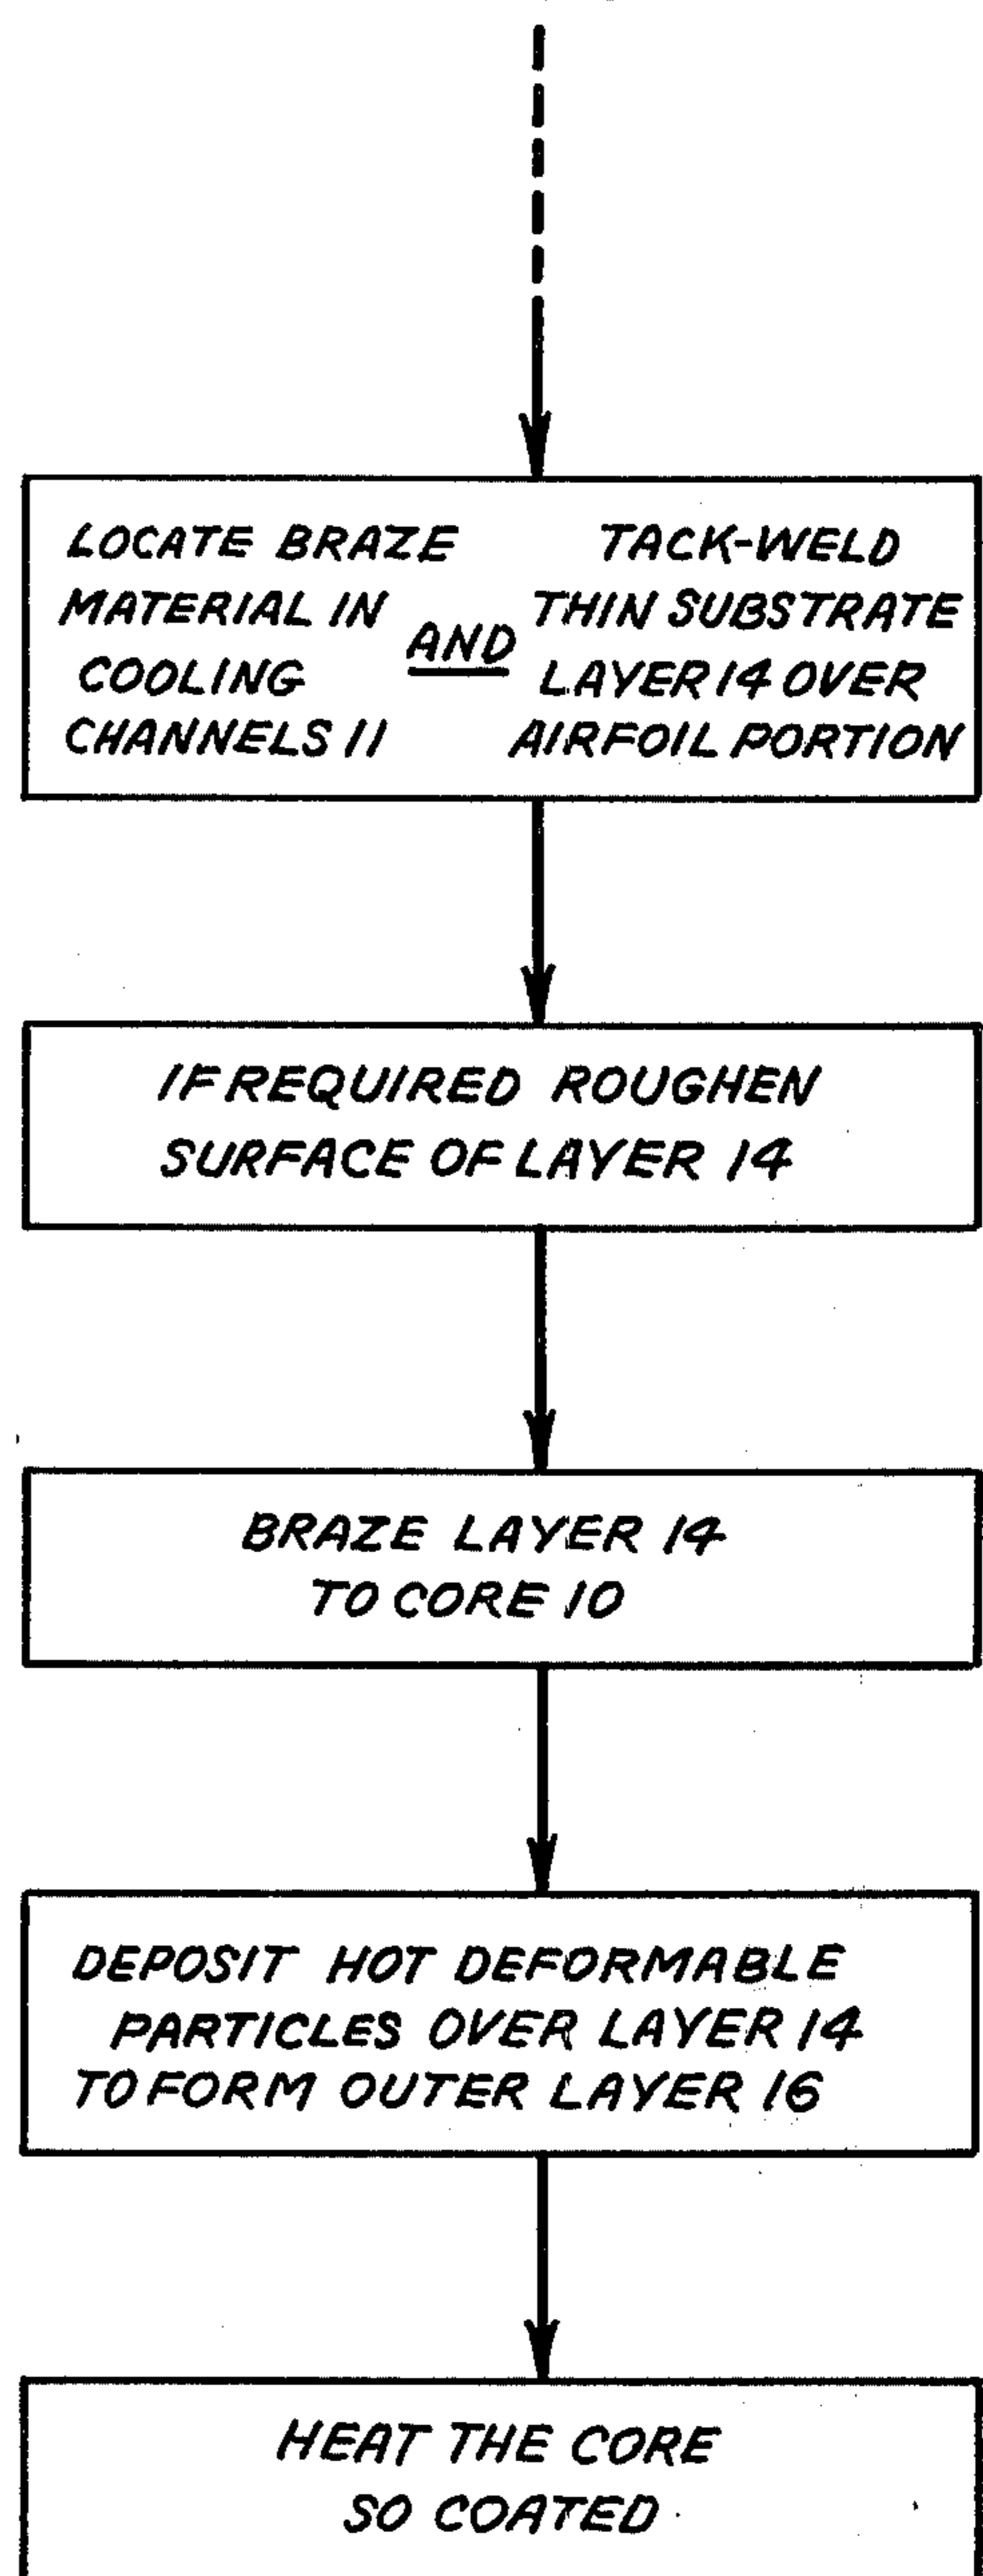 LOCATE BRAZE
MATERIAL IN
COOLING
CHANNELS 11
AND
TACK-WELD
THIN SUBSTRATE
LAYER 14 OVER
AIRFOIL PORTION
IF REQUIRED ROUGHEN
SURFACE OF LAYER 14
BRAZE LAYER 14
TO CORE 10
DEPOSIT HOT DEFORMABLE
PARTICLES OVER LAYER 14
TO FORM OUTER LAYER 16
HEAT THE CORE
SO COATED